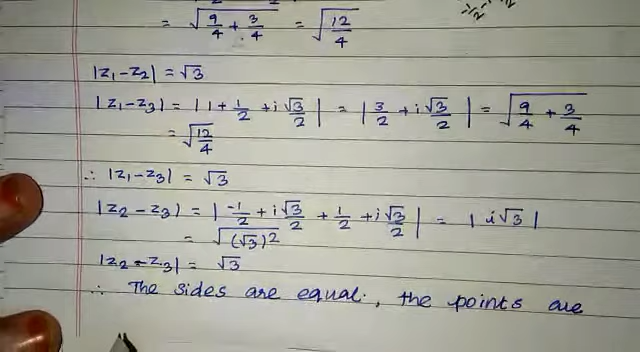 = √(9/4 + 3/4) = √(12/4)
|z₁-z₂| = √3
|z₁-z₃| = |1 + 1/2 + i√3/2| = |3/2 + i√3/2| = √(9/4 + 3/4)
= √(12/4)
∴ |z₁-z₃| = √3
|z₂-z₃| = |-1/2 + i√3/2 + 1/2 + i√3/2| = |i√3|
= √((√3)²)
|z₂-z₃| = √3
∴ The sides are equal., the points are